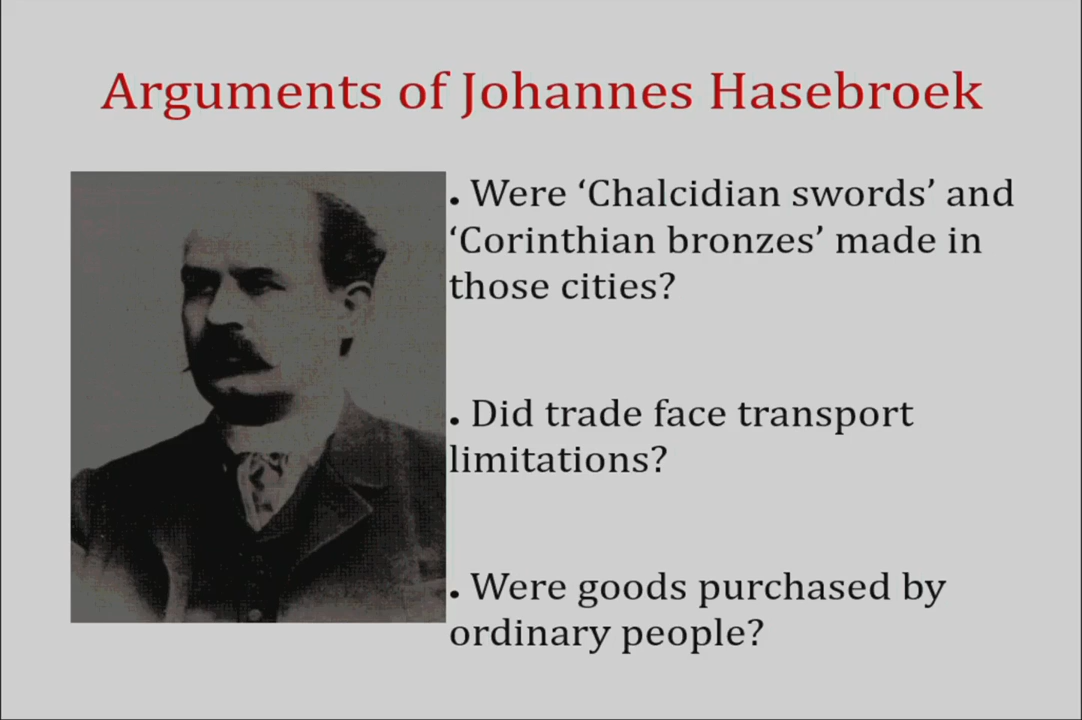 Arguments of Johannes Hasebroek
• Were ‘Chalcidian swords’ and
‘Corinthian bronzes’ made in
those cities?
• Did trade face transport
limitations?
• Were goods purchased by
ordinary people?